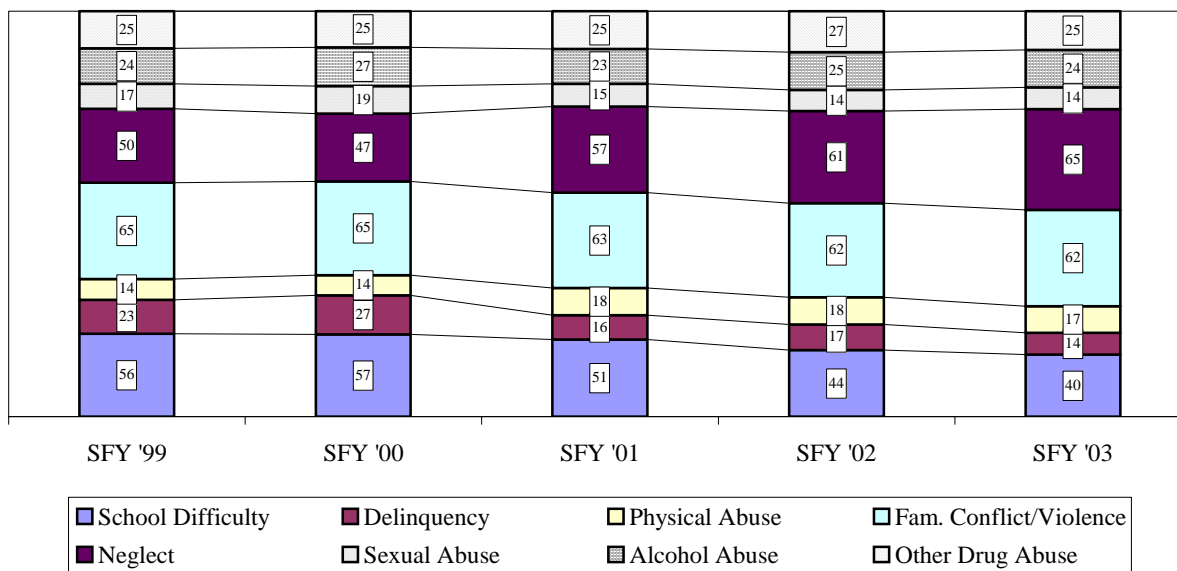 25 25 25 27 25
24 27 23 25 24
17 19 15 14 14
50 47 57 61 65
65 65 63 62 62
14 14 18 18 17
23 27 16 17 14
56 57 51 44 40
SFY '99 SFY '00 SFY '01 SFY '02 SFY '03
School Difficulty Delinquency Physical Abuse Fam. Conflict/Violence
Neglect Sexual Abuse Alcohol Abuse Other Drug Abuse